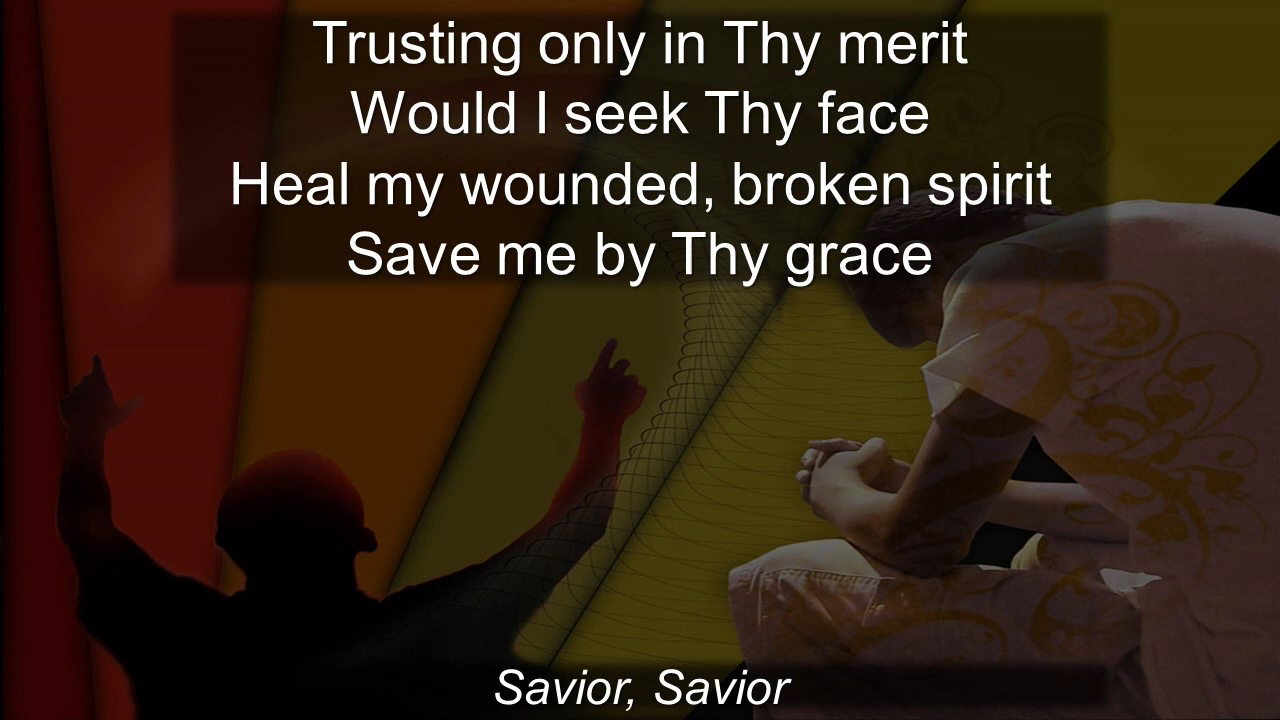 Trusting only in Thy merit
Would I seek Thy face
Heal my wounded, broken spirit
Save me by Thy grace
Savior, Savior